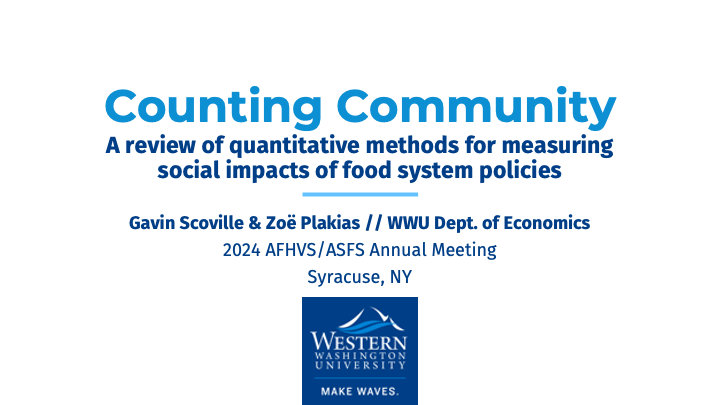 Counting Community
A review of quantitative methods for measuring
social impacts of food system policies
Gavin Scoville & Zoë Plakias // WWU Dept. of Economics
2024 AFHVS/ASFS Annual Meeting
Syracuse, NY
WESTERN
WASHINGTON
UNIVERSITY
MAKE WAVES.